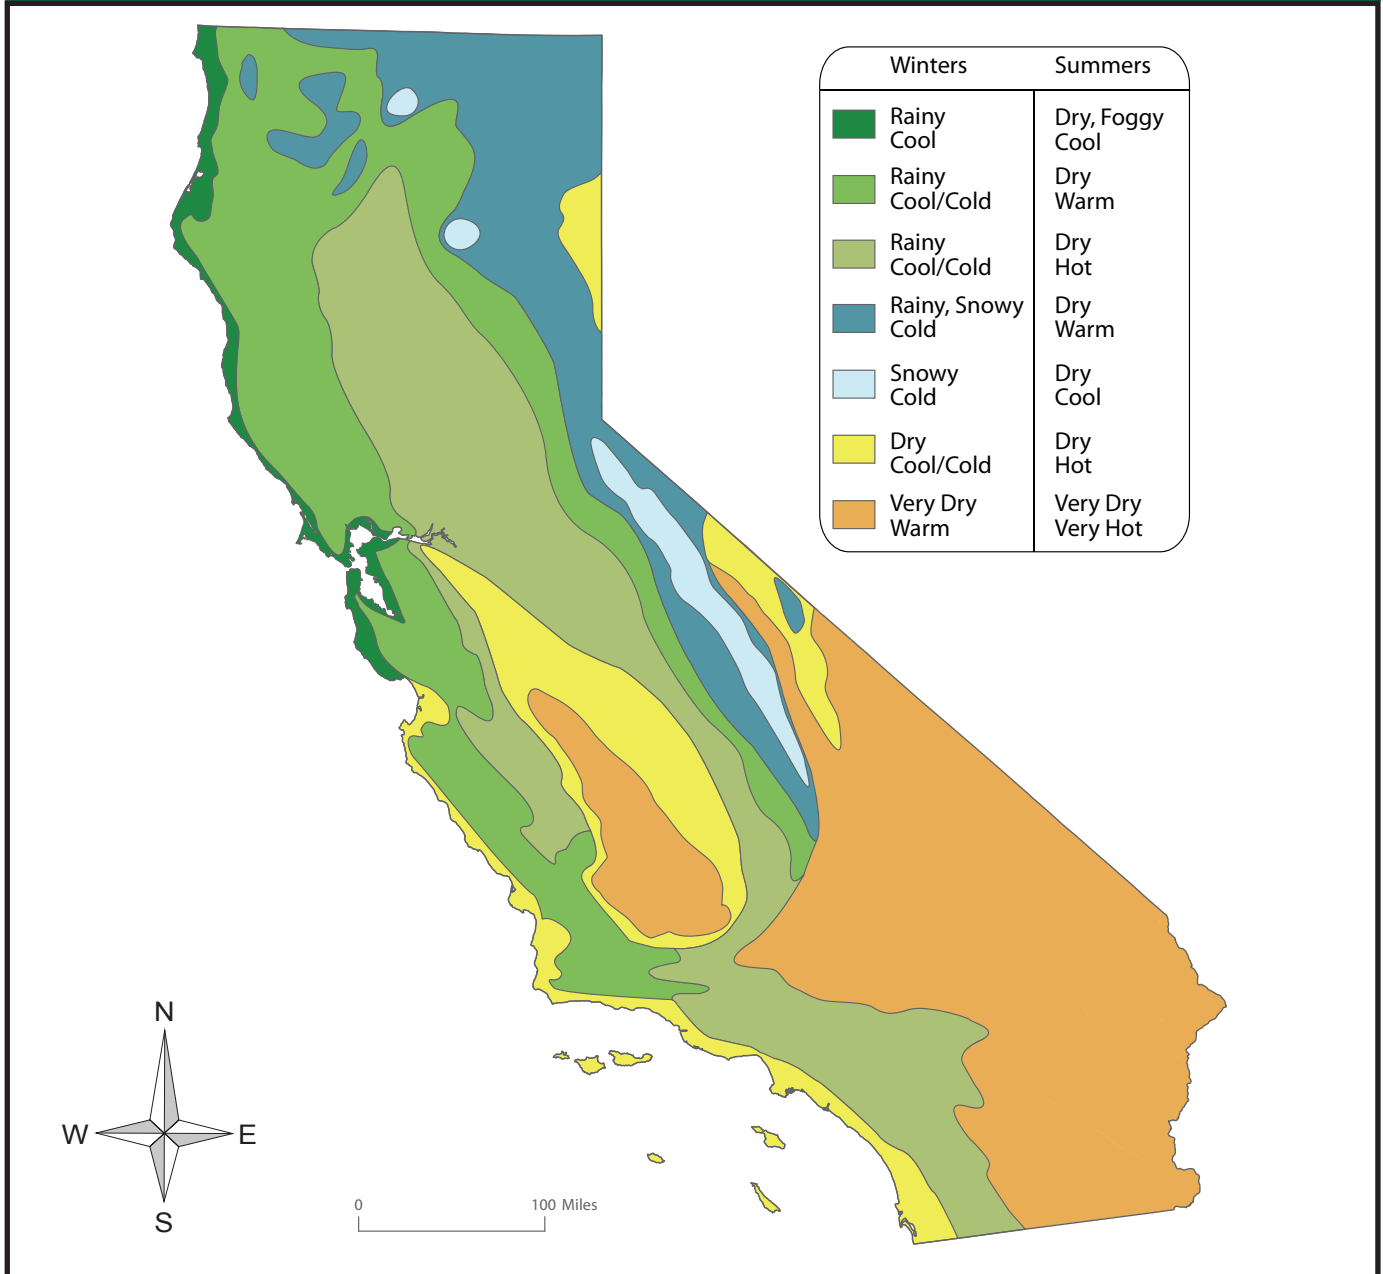 Winters Summers
Rainy Dry, Foggy
Cool Cool
Rainy Dry
Cool/Cold Warm
Rainy Dry
Cool/Cold Hot
Rainy, Snowy Dry
Cold Warm
Snowy Dry
Cold Cool
Dry Dry
Cool/Cold Hot
Very Dry Very Dry
Warm Very Hot
N
W E
S
0 100 Miles